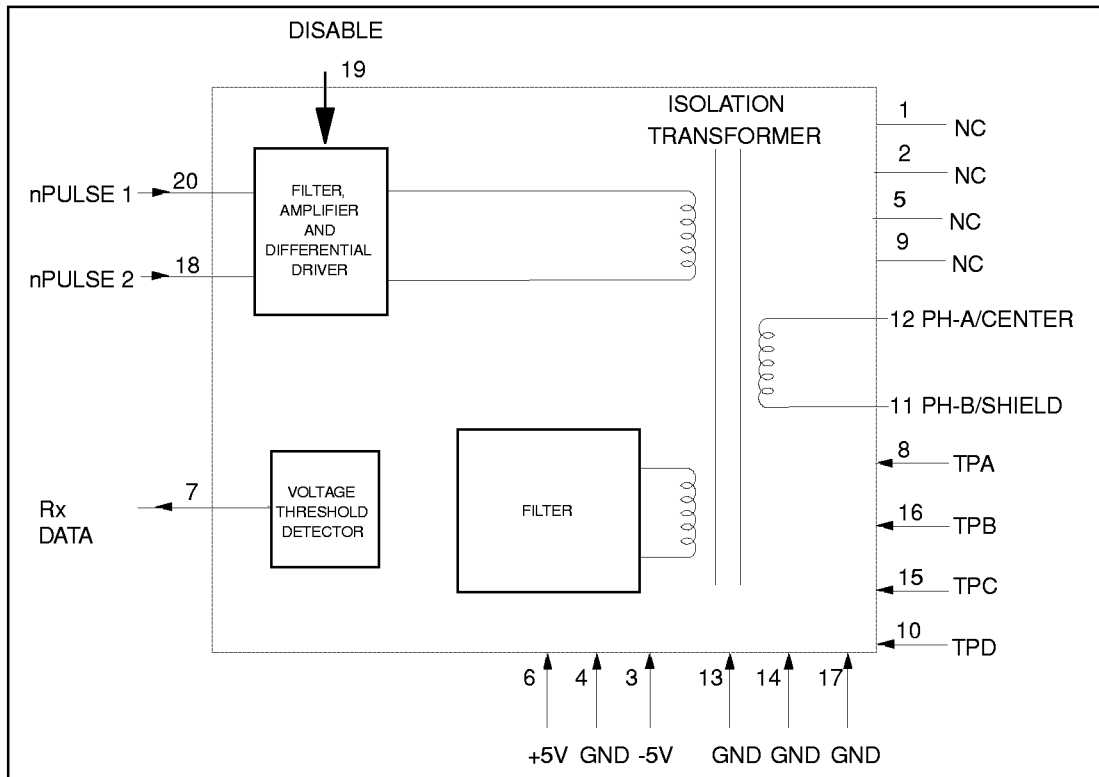 DISABLE
19
ISOLATION
TRANSFORMER
1
NC
2
NC
5
NC
9
NC
nPULSE 1
20
nPULSE 2
18
FILTER,
AMPLIFIER
AND
DIFFERENTIAL
DRIVER
12 PH-A/CENTER
11 PH-B/SHIELD
8
TPA
16
TPB
15
TPC
10
TPD
Rx
DATA
7
VOLTAGE
THRESHOLD
DETECTOR
FILTER
6 4 3 13 14 17
+5V GND -5V GND GND GND